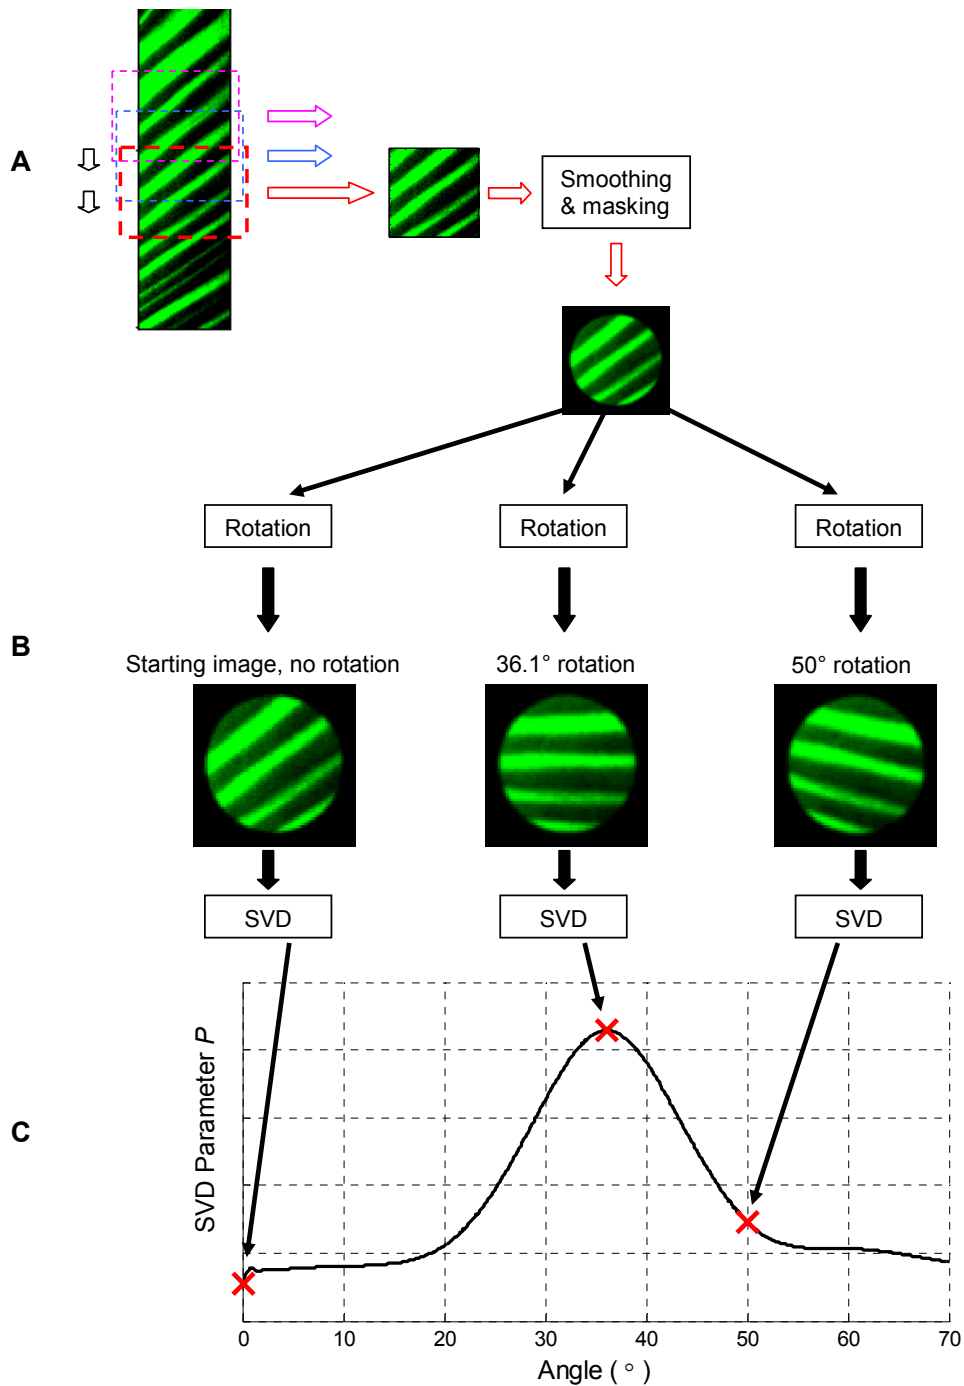 A
Smoothing
& masking
Rotation
Rotation
Rotation
B
Starting image, no rotation
36.1° rotation
50° rotation
SVD
SVD
SVD
C
SVD Parameter P
0
10
20
30
40
50
60
70
Angle ( ° )